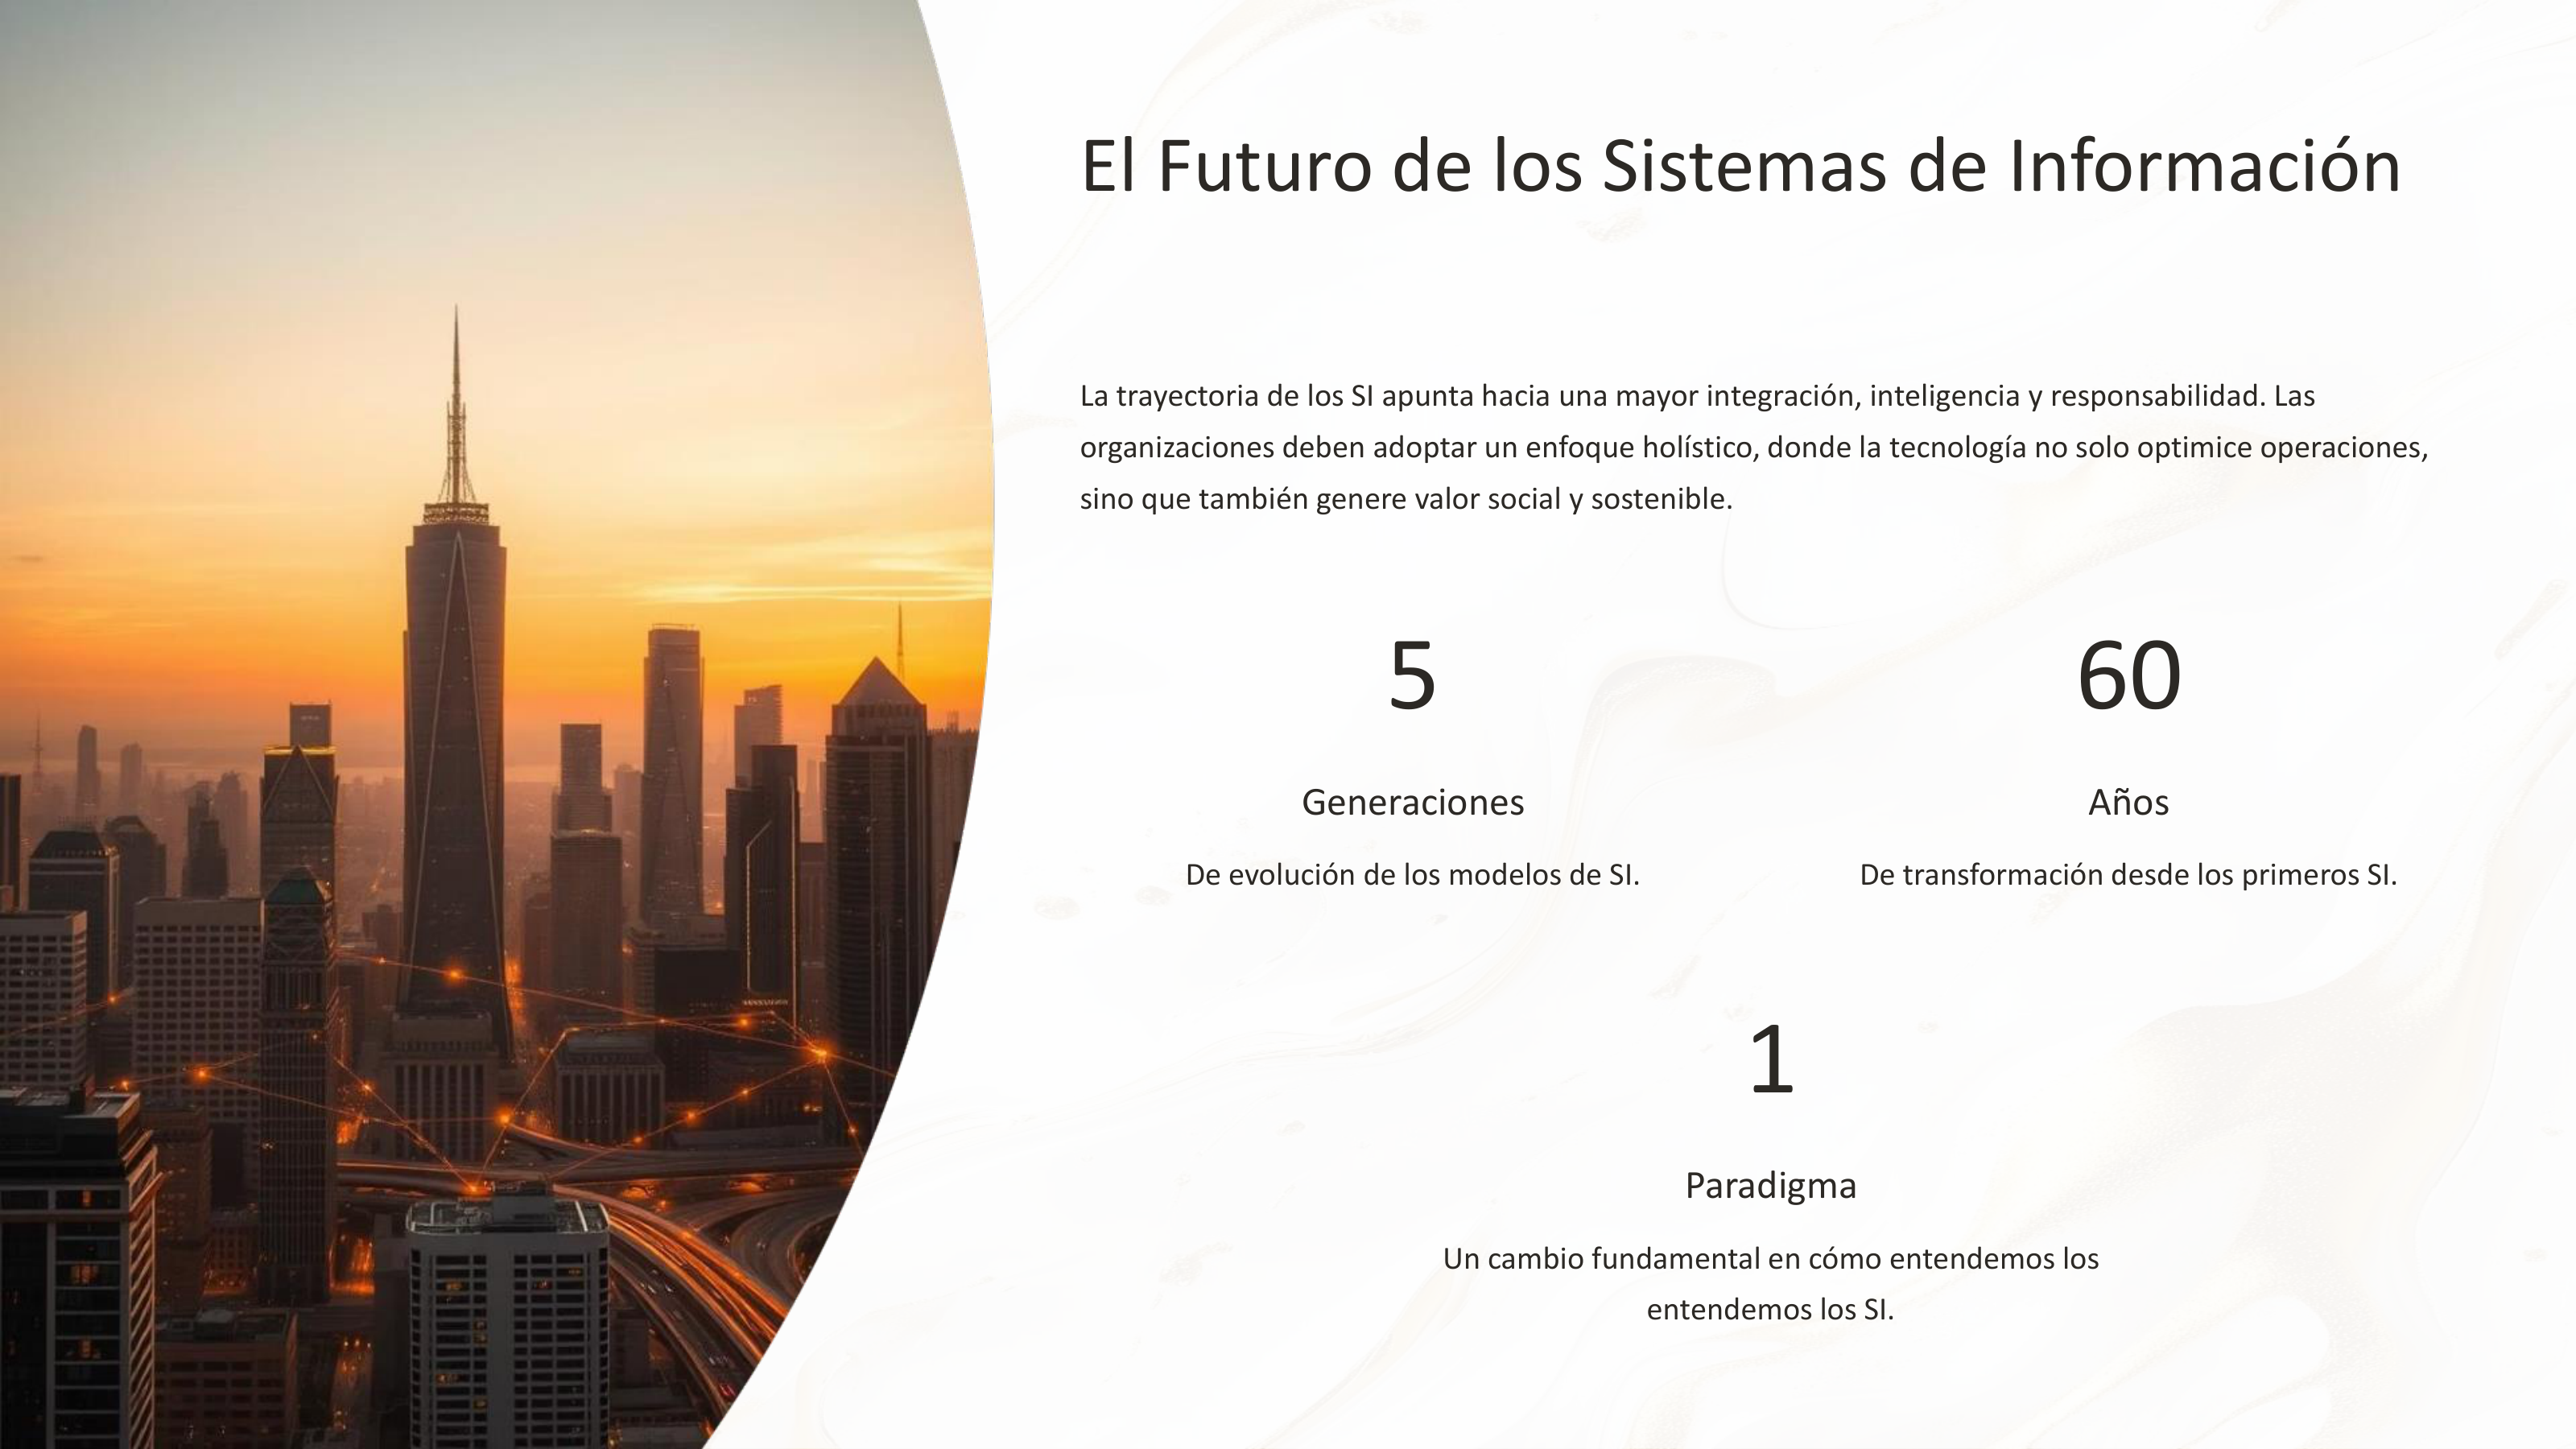 El Futuro de los Sistemas de Información
La trayectoria de los SI apunta hacia una mayor integración, inteligencia y responsabilidad. Las
organizaciones deben adoptar un enfoque holístico, donde la tecnología no solo optimice operaciones,
sino que también genere valor social y sostenible.
5
Generaciones
De evolución de los modelos de SI.
60
Años
De transformación desde los primeros SI.
1
Paradigma
Un cambio fundamental en cómo entendemos los
entendemos los SI.